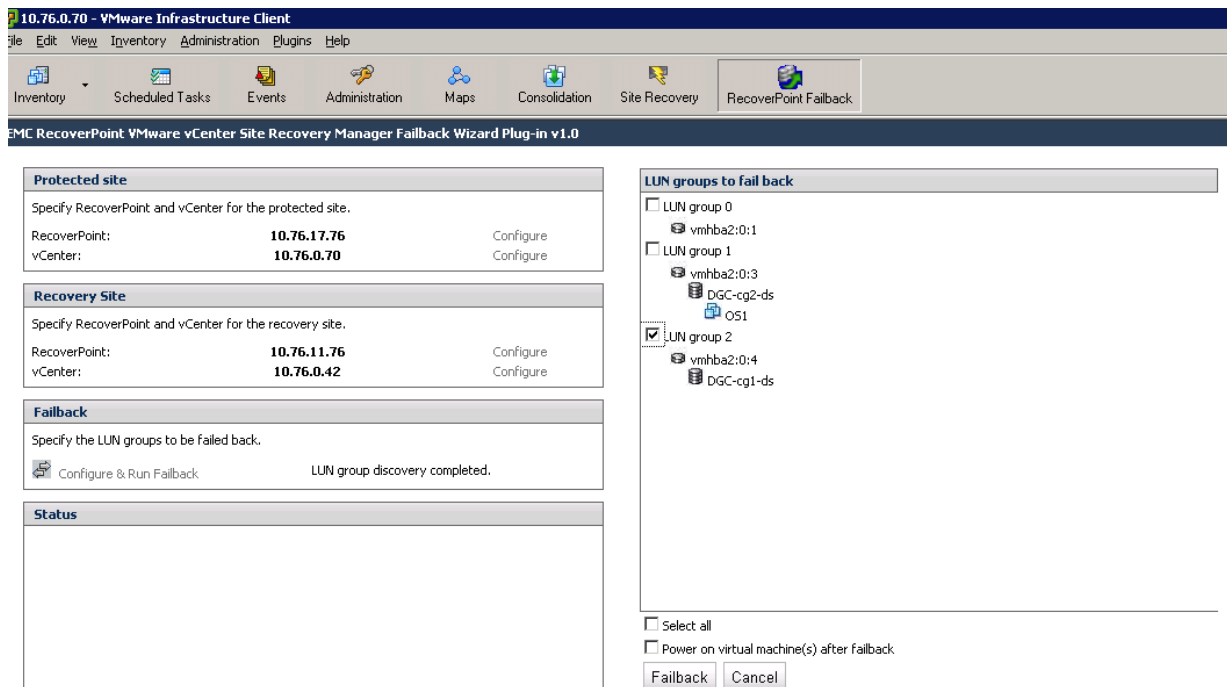 10.76.0.70 - VMware Infrastructure Client
File Edit View Inventory Administration Plugins Help
Inventory Scheduled Tasks Events Administration Maps Consolidation Site Recovery RecoverPoint Failback
EMC RecoverPoint VMware vCenter Site Recovery Manager Failback Wizard Plug-in v1.0
Protected site
Specify RecoverPoint and vCenter for the protected site.
RecoverPoint: 10.76.17.76 Configure
vCenter: 10.76.0.70 Configure
Recovery Site
Specify RecoverPoint and vCenter for the recovery site.
RecoverPoint: 10.76.11.76 Configure
vCenter: 10.76.0.42 Configure
Failback
Specify the LUN groups to be failed back.
Configure & Run Failback LUN group discovery completed.
Status
LUN groups to fail back
LUN group 0
vmhba2:0:1
LUN group 1
vmhba2:0:3
DGC-cg2-ds
OS1
LUN group 2
vmhba2:0:4
DGC-cg1-ds
Select all
Power on virtual machine(s) after failback
Failback Cancel